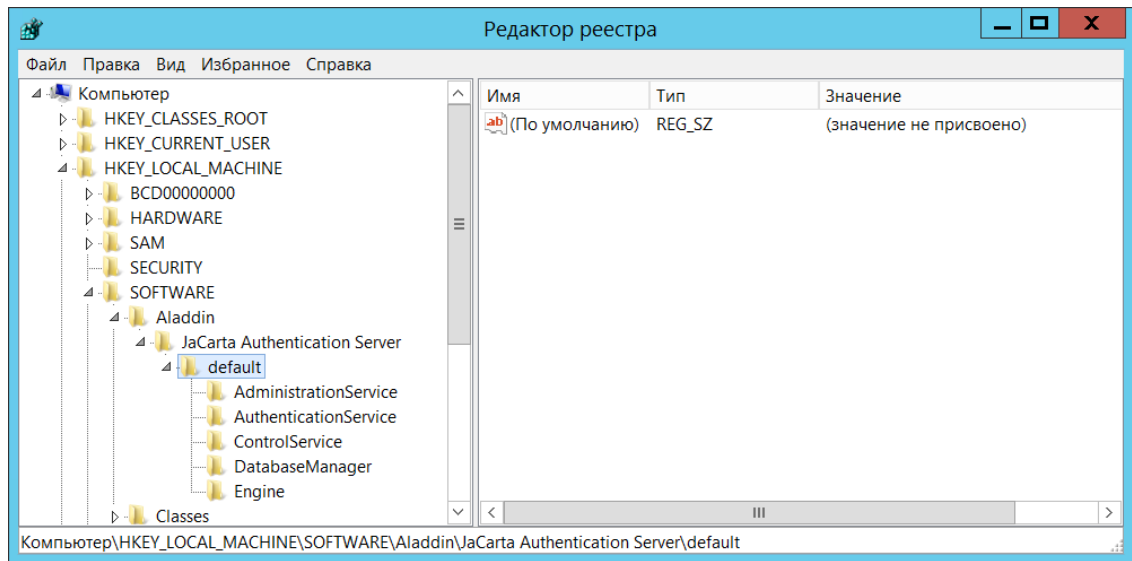 Редактор реестра
Файл Правка Вид Избранное Справка
Компьютер
HKEY_CLASSES_ROOT
HKEY_CURRENT_USER
HKEY_LOCAL_MACHINE
BCD00000000
HARDWARE
SAM
SECURITY
SOFTWARE
Aladdin
JaCarta Authentication Server
default
AdministrationService
AuthenticationService
ControlService
DatabaseManager
Engine
Classes
Имя Тип Значение
ab (По умолчанию) REG_SZ (значение не присвоено)
Компьютер\HKEY_LOCAL_MACHINE\SOFTWARE\Aladdin\JaCarta Authentication Server\default